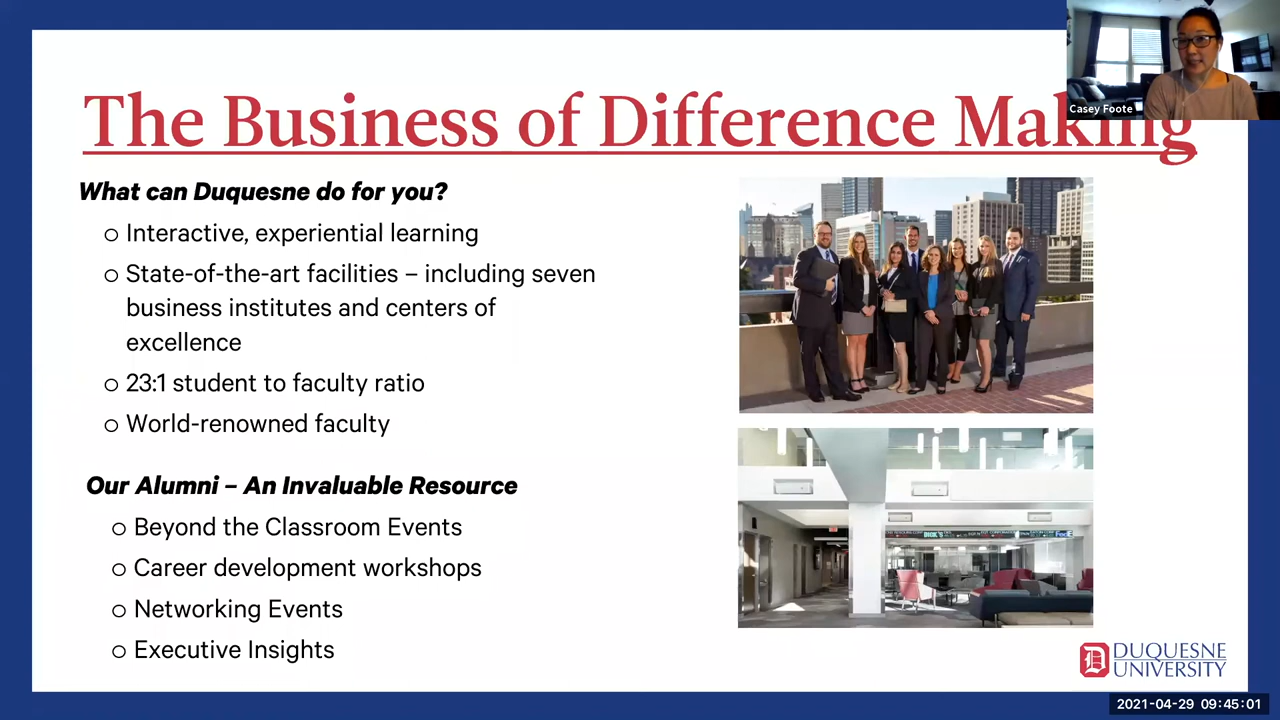 The Business of Difference Making
Casey Foote
What can Duquesne do for you?
○ Interactive, experiential learning
○ State-of-the-art facilities – including seven
business institutes and centers of
excellence
○ 23:1 student to faculty ratio
○ World-renowned faculty
Our Alumni – An Invaluable Resource
○ Beyond the Classroom Events
○ Career development workshops
○ Networking Events
○ Executive Insights
DICK'S
FedEx
DUQUESNE
UNIVERSITY
2021-04-29 09:45:01